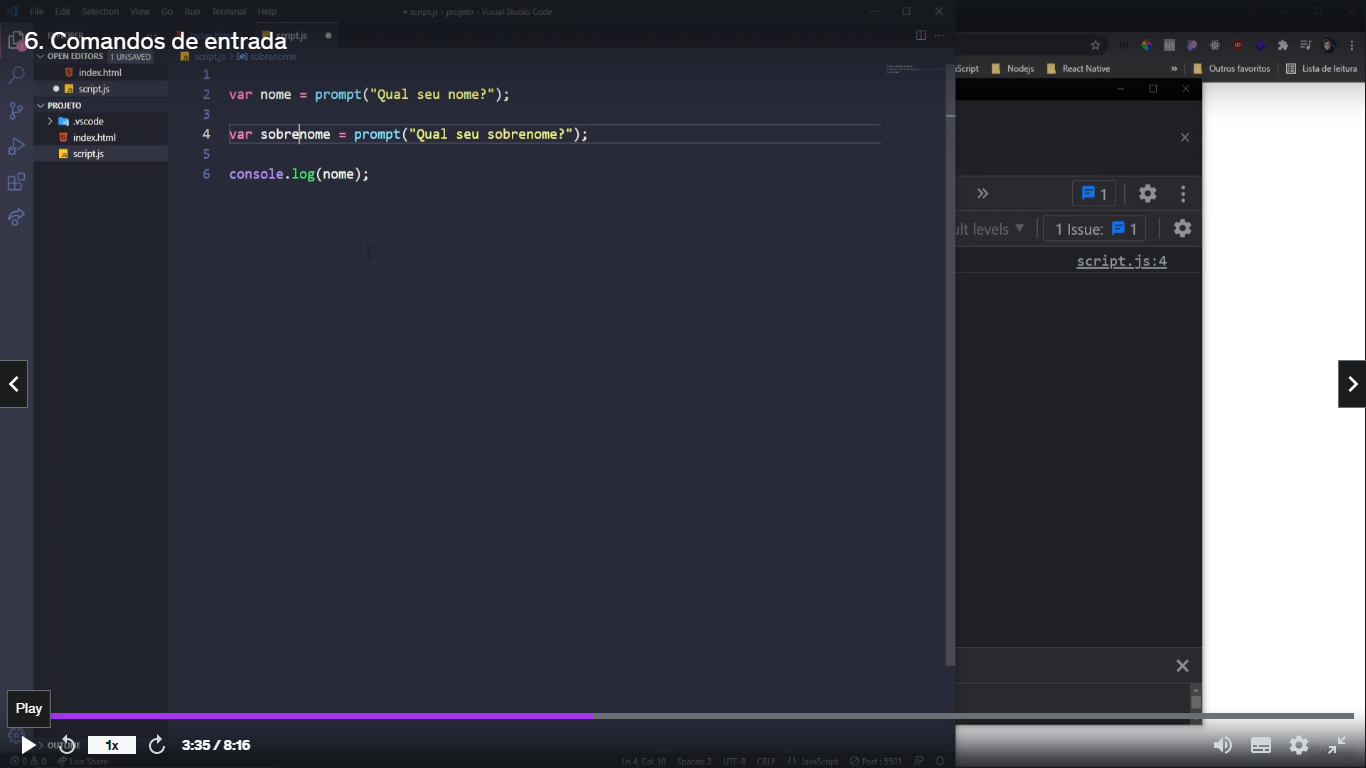 File Edit Selection View Go Run Terminal Help
● script.js - projeto - Visual Studio Code
6. Comandos de entrada
script.js
OPEN EDITORS 1 UNSAVED
script.js > sobrenome
index.html
script.js
PROJETO
.vscode
index.html
script.js
1
2 var nome = prompt("Qual seu nome?");
3
4 var sobrenome = prompt("Qual seu sobrenome?");
5
6 console.log(nome);
Script Nodejs React Native » Outros favoritos Lista de leitura
1
ult levels ▼ 1 Issue: 1
script.js:4
Play
OUTLINE
1x
3:35 / 8:16
0 0 Live Share
Ln 4, Col 10 Spaces: 2 UTF-8 CRLF JavaScript Port : 5501